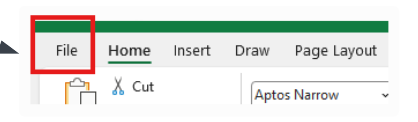 File Home Insert Draw Page Layout
Cut
Aptos Narrow